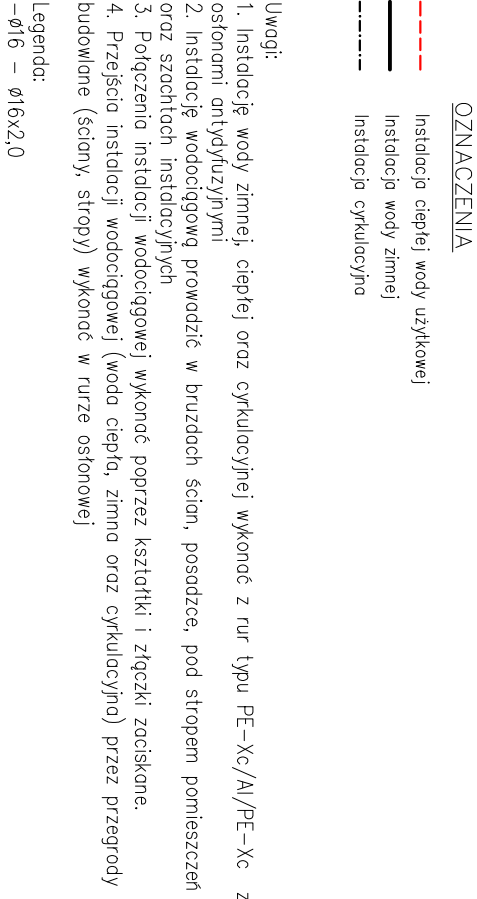 OZNACZENIA
Instalacja ciepłej wody użytkowej
Instalacja wody zimnej
Instalacja cyrkulacyjna
Uwagi:
1. Instalację wody zimnej, ciepłej oraz cyrkulacyjnej wykonać z rur typu PE-Xc/Al/PE-Xc z
osłonami antydyfuzyjnymi
2. Instalację wodociągową prowadzić w bruzdach ścian, posadzce, pod stropem pomieszczeń
oraz szachtach instalacyjnych
3. Połączenia instalacji wodociągowej wykonać poprzez kształtki i złączki zaciskane.
4. Przejścia instalacji wodociągowej (woda ciepła, zimna oraz cyrkulacyjna) przez przegrody
budowlane (ściany, stropy) wykonać w rurze osłonowej
Legenda:
-ø16 - ø16x2,0